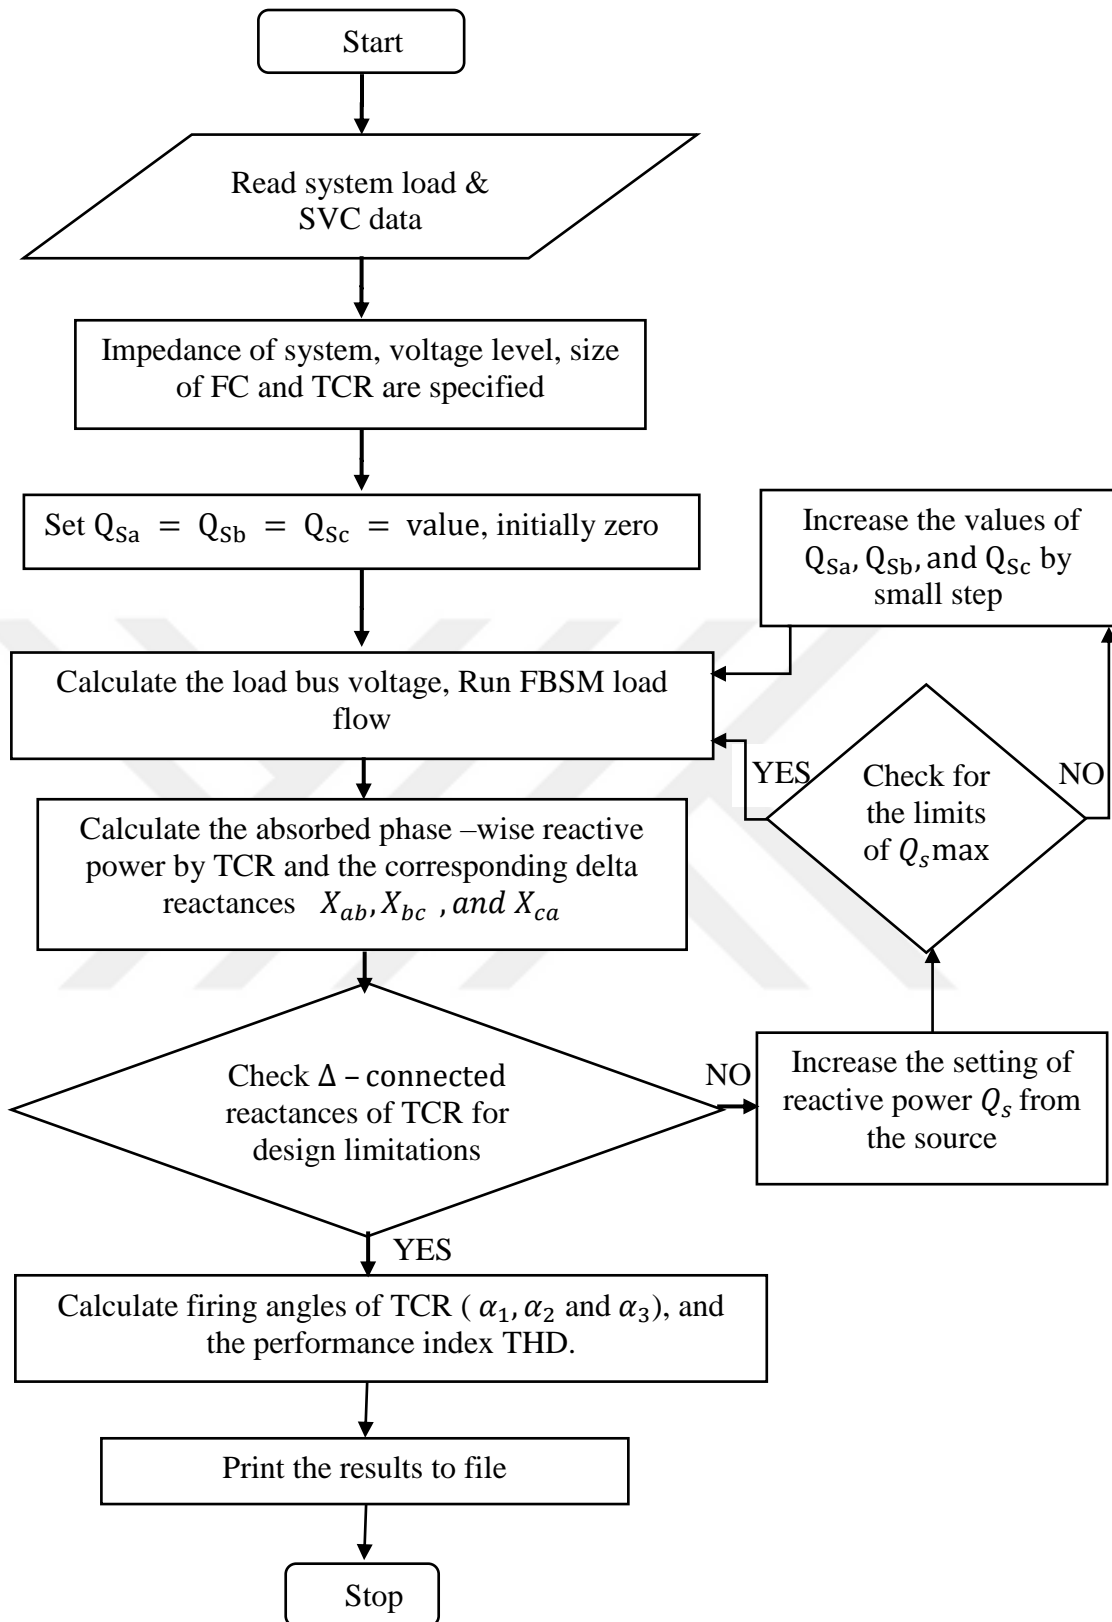 Start
Read system load &
SVC data
Impedance of system, voltage level, size
of FC and TCR are specified
Set Q_Sa = Q_Sb = Q_Sc = value, initially zero
Increase the values of
Q_Sa, Q_Sb, and Q_Sc by
small step
Calculate the load bus voltage, Run FBSM load
flow
YES
Check for
the limits
of Q_s max
NO
Calculate the absorbed phase –wise reactive
power by TCR and the corresponding delta
reactances X_ab, X_bc , and X_ca
Check Δ – connected
reactances of TCR for
design limitations
NO
Increase the setting of
reactive power Q_s from
the source
YES
Calculate firing angles of TCR ( α_1, α_2 and α_3), and
the performance index THD.
Print the results to file
Stop